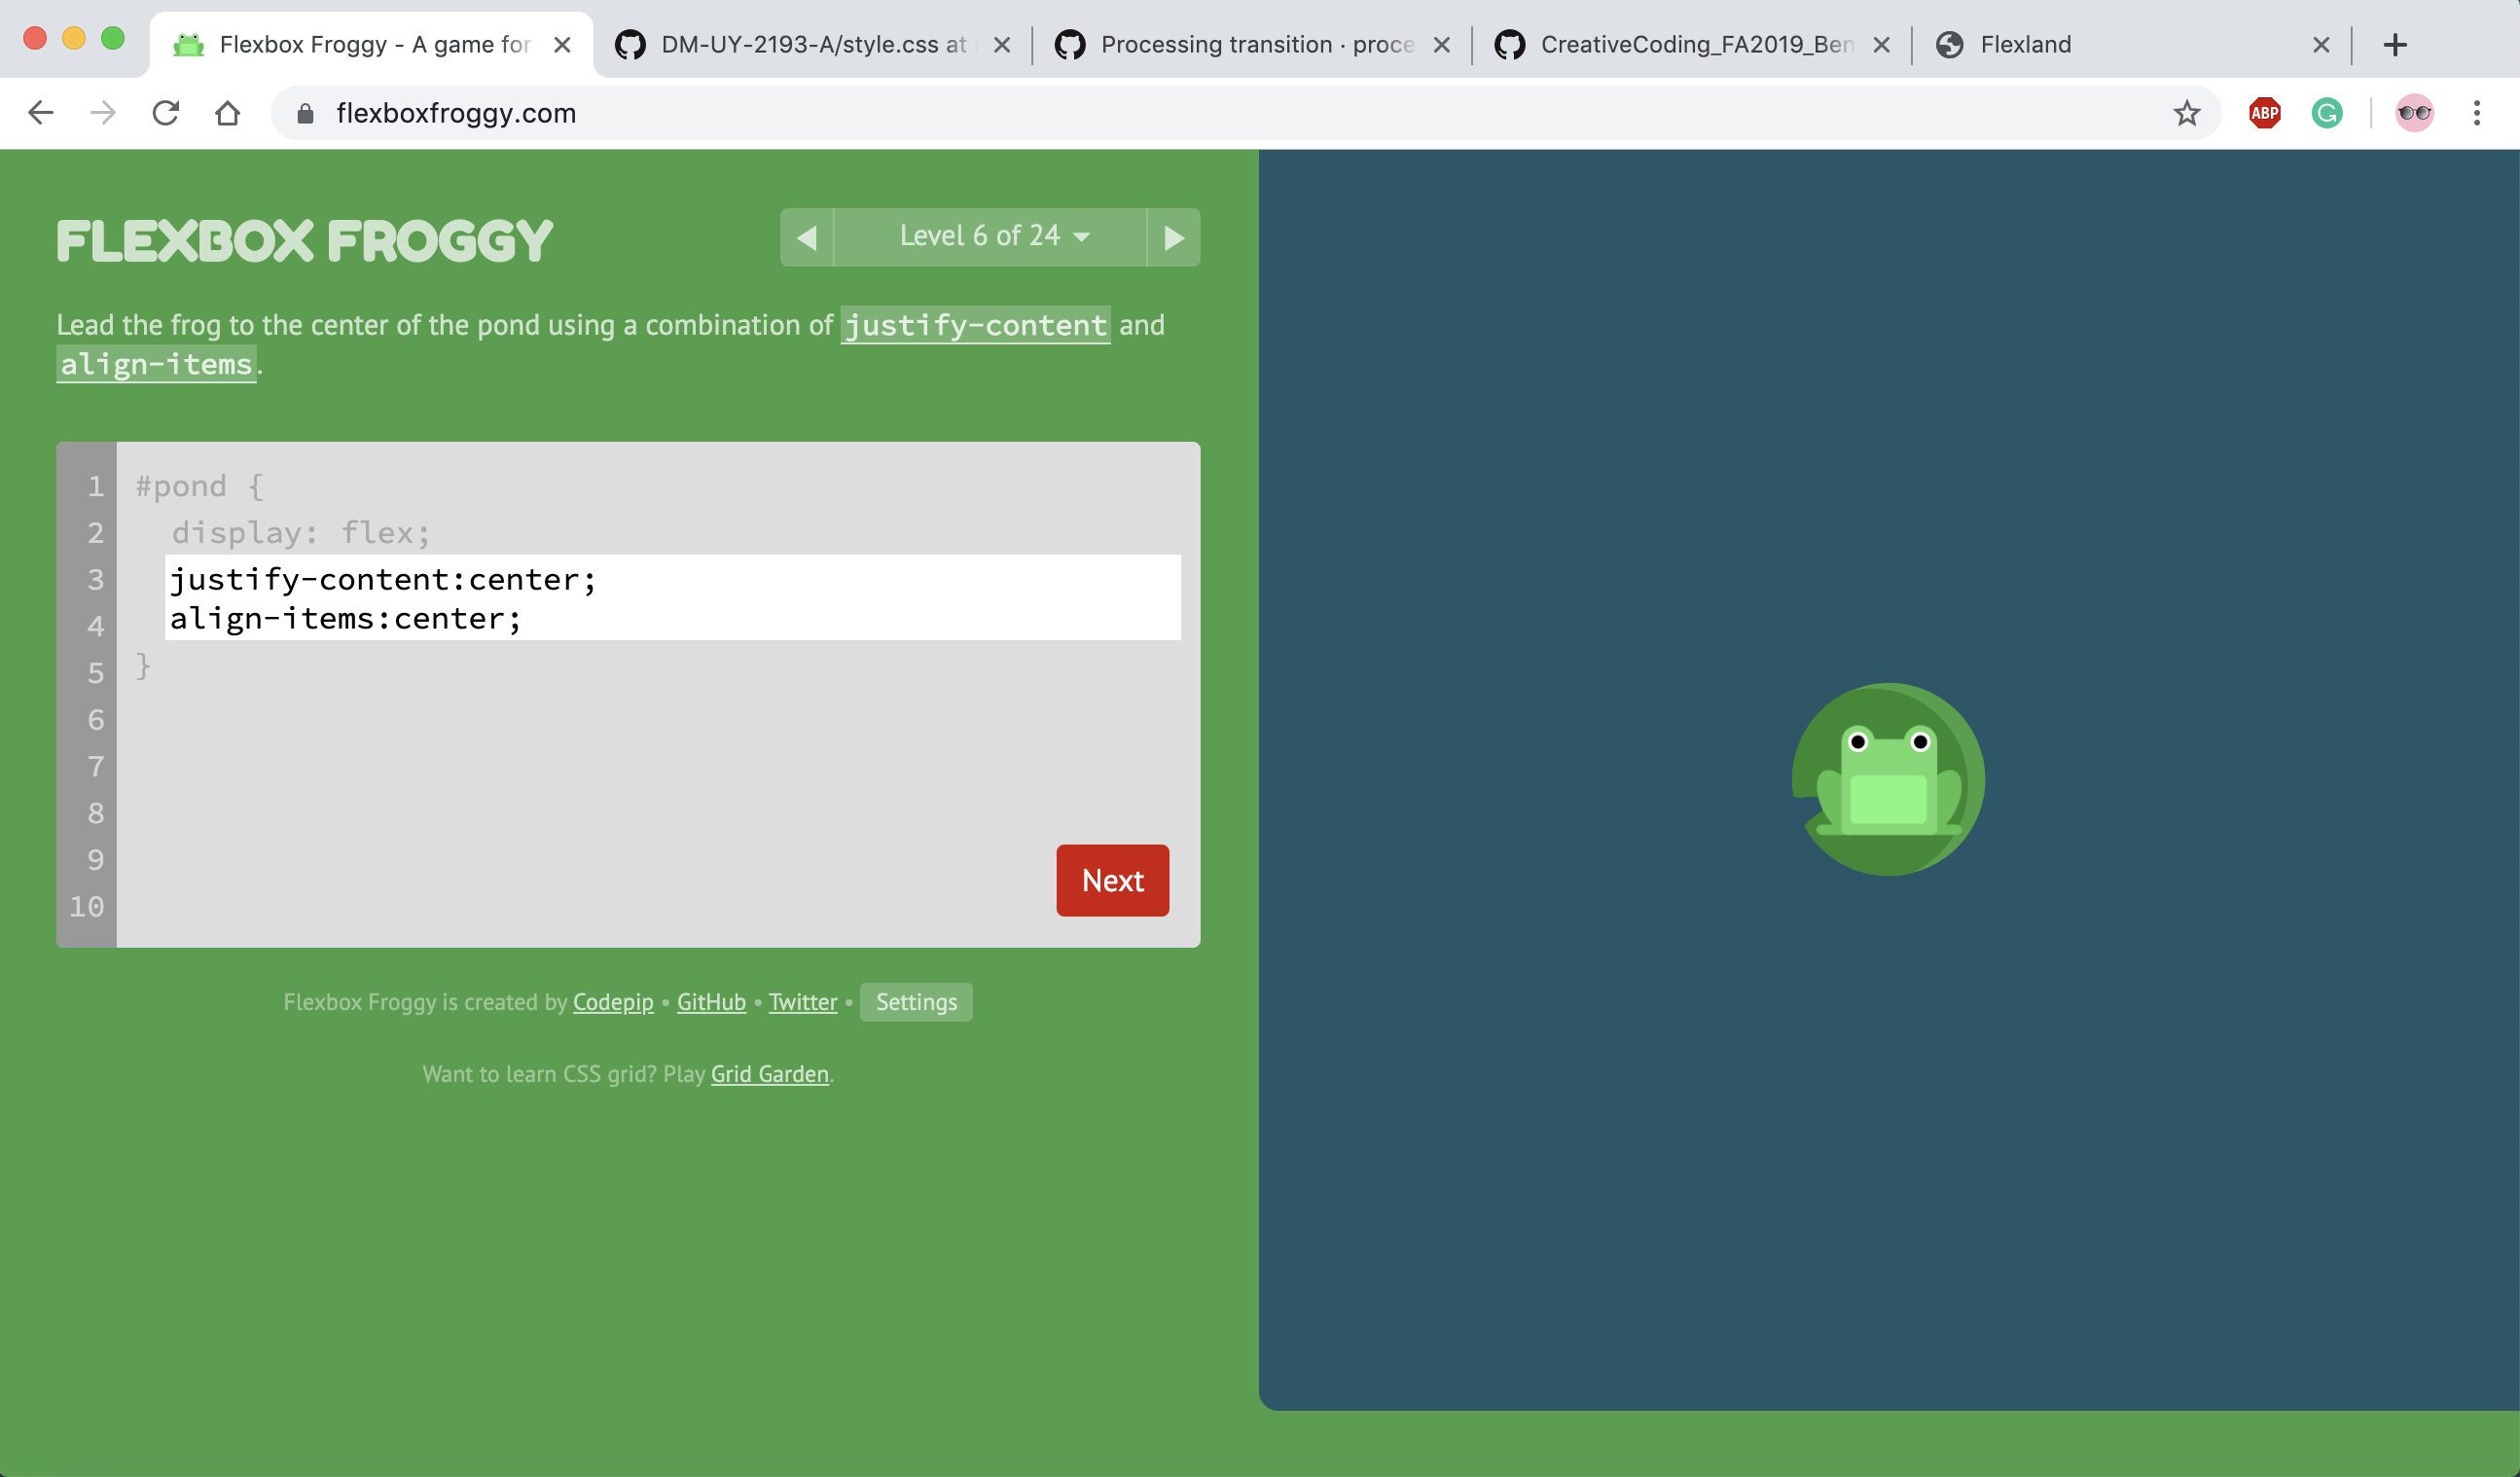 Flexbox Froggy - A game for
DM-UY-2193-A/style.css at
Processing transition · proce
CreativeCoding_FA2019_Ben
Flexland
flexboxfroggy.com
ABP
FLEXBOX FROGGY
Level 6 of 24
Lead the frog to the center of the pond using a combination of justify-content and
align-items.
1 #pond {
2 display: flex;
3 justify-content:center;
4 align-items:center;
5 }
6
7
8
9
10
Next
Flexbox Froggy is created by Codepip • GitHub • Twitter • Settings
Want to learn CSS grid? Play Grid Garden.